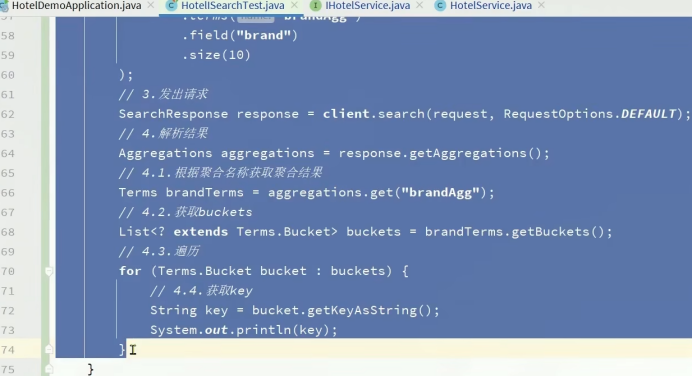 HotelDemoApplication.java HotelISearchTest.java IHotelService.java HotelService.java
57 .terms( "brandAgg")
58 .field("brand")
59 .size(10)
60 );
61 // 3.发出请求
62 SearchResponse response = client.search(request, RequestOptions.DEFAULT);
63 // 4.解析结果
64 Aggregations aggregations = response.getAggregations();
65 // 4.1.根据聚合名称获取聚合结果
66 Terms brandTerms = aggregations.get("brandAgg");
67 // 4.2.获取buckets
68 List<? extends Terms.Bucket> buckets = brandTerms.getBuckets();
69 // 4.3.遍历
70 for (Terms.Bucket bucket : buckets) {
71 // 4.4.获取key
72 String key = bucket.getKeyAsString();
73 System.out.println(key);
74 }
75 }